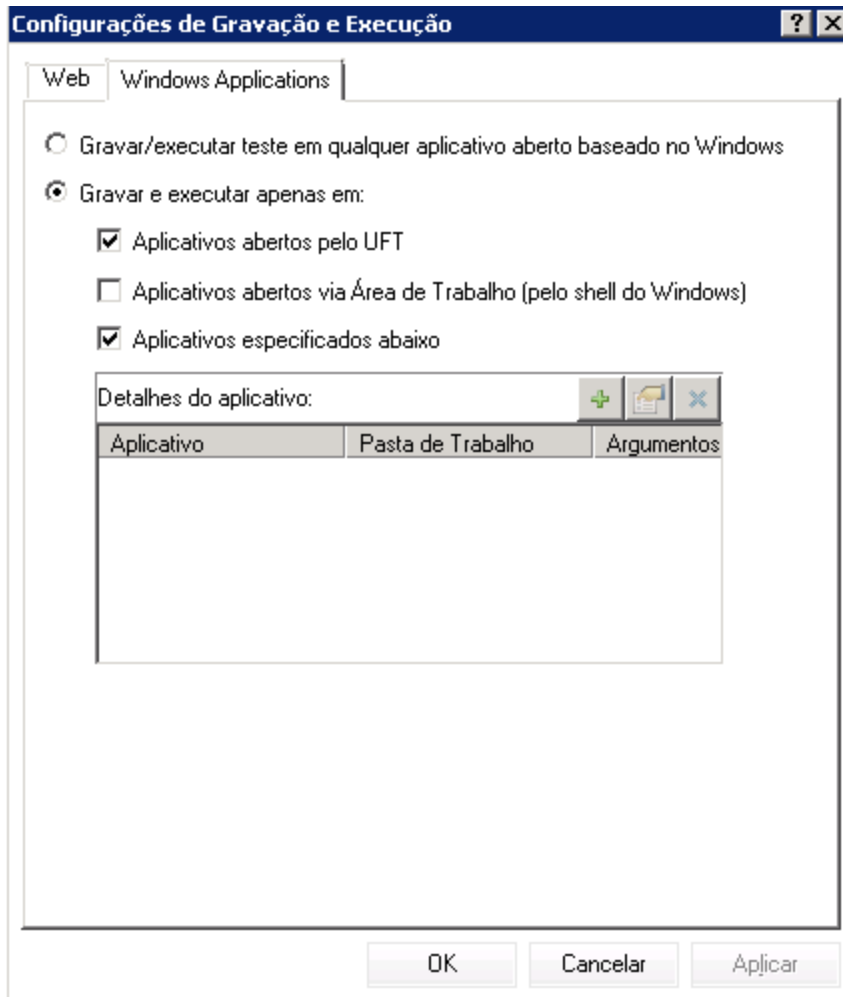 Configurações de Gravação e Execução
Web Windows Applications
Gravar/executar teste em qualquer aplicativo aberto baseado no Windows
Gravar e executar apenas em:
Aplicativos abertos pelo UFT
Aplicativos abertos via Área de Trabalho (pelo shell do Windows)
Aplicativos especificados abaixo
Detalhes do aplicativo:
Aplicativo Pasta de Trabalho Argumentos
OK Cancelar Aplicar